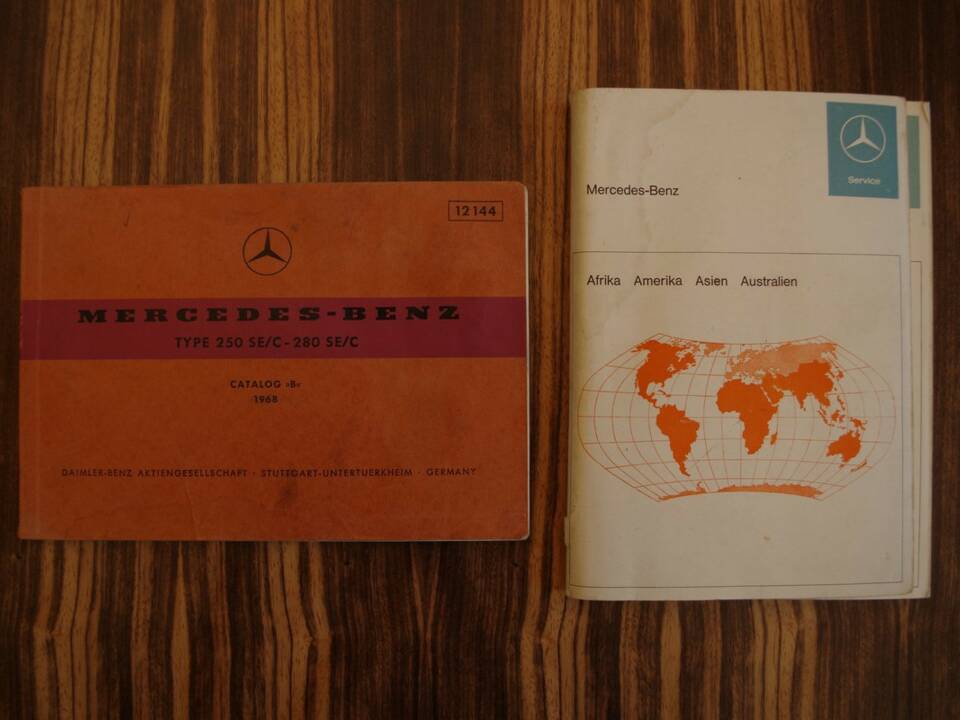 12144
MERCEDES-BENZ
TYPE 250 SE/C - 280 SE/C
CATALOG »B«
1968
DAIMLER-BENZ AKTIENGESELLSCHAFT · STUTTGART-UNTERTUERKHEIM · GERMANY
Service
Mercedes-Benz
Afrika Amerika Asien Australien